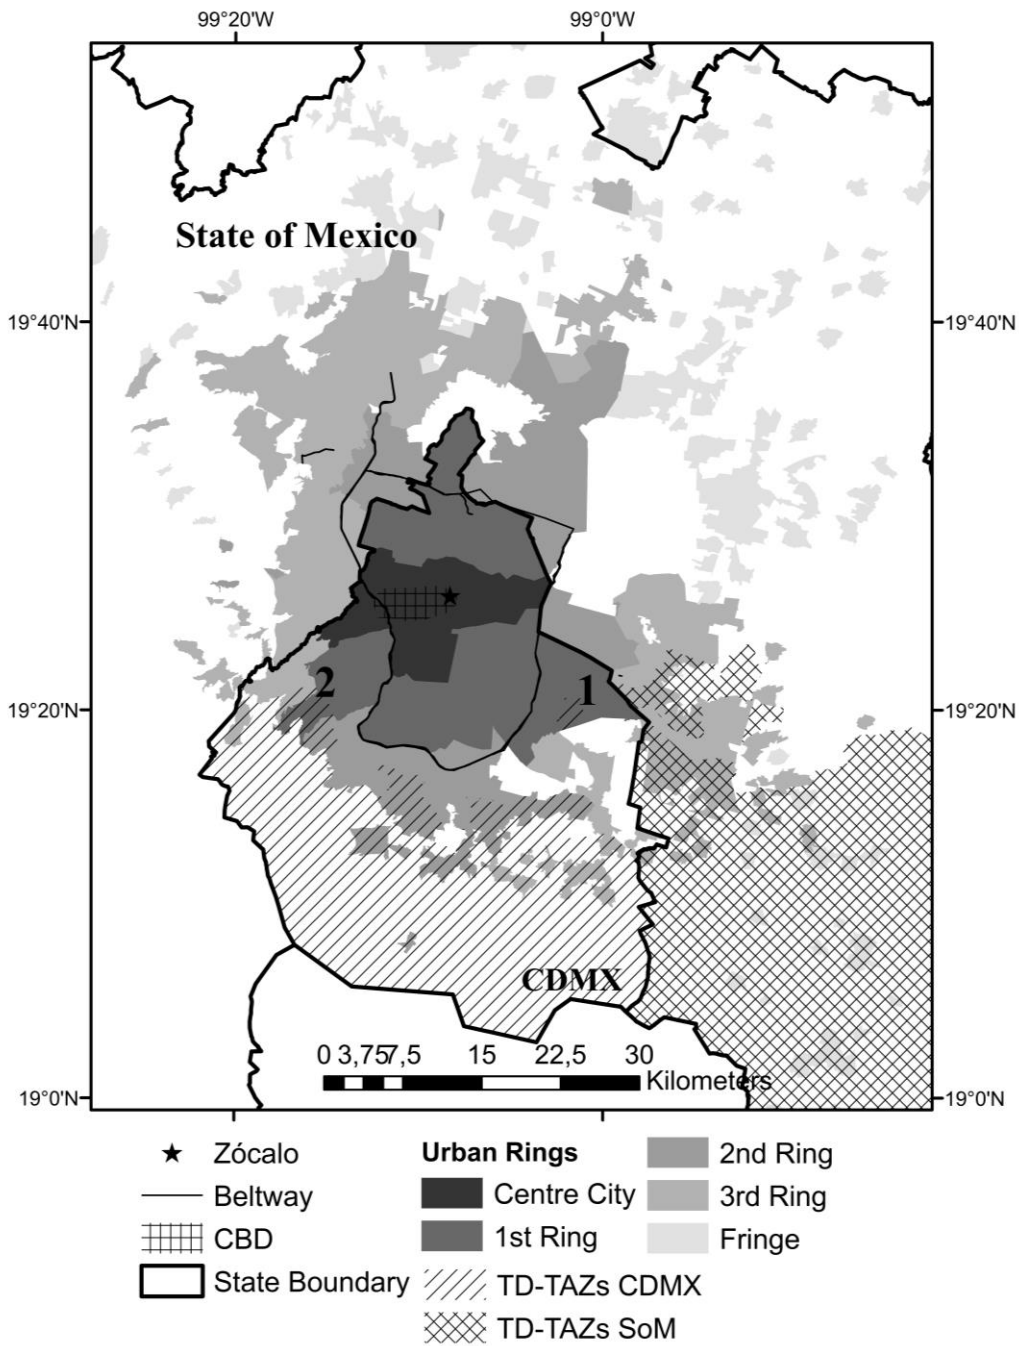 99°20'W 99°0'W
State of Mexico
19°40'N 19°40'N
2 1
19°20'N 19°20'N
CDMX
0 3,75 7,5 15 22,5 30
Kilometers
19°0'N 19°0'N
Zócalo
Beltway
CBD
State Boundary
Urban Rings
Centre City
1st Ring
2nd Ring
3rd Ring
Fringe
TD-TAZs CDMX
TD-TAZs SoM